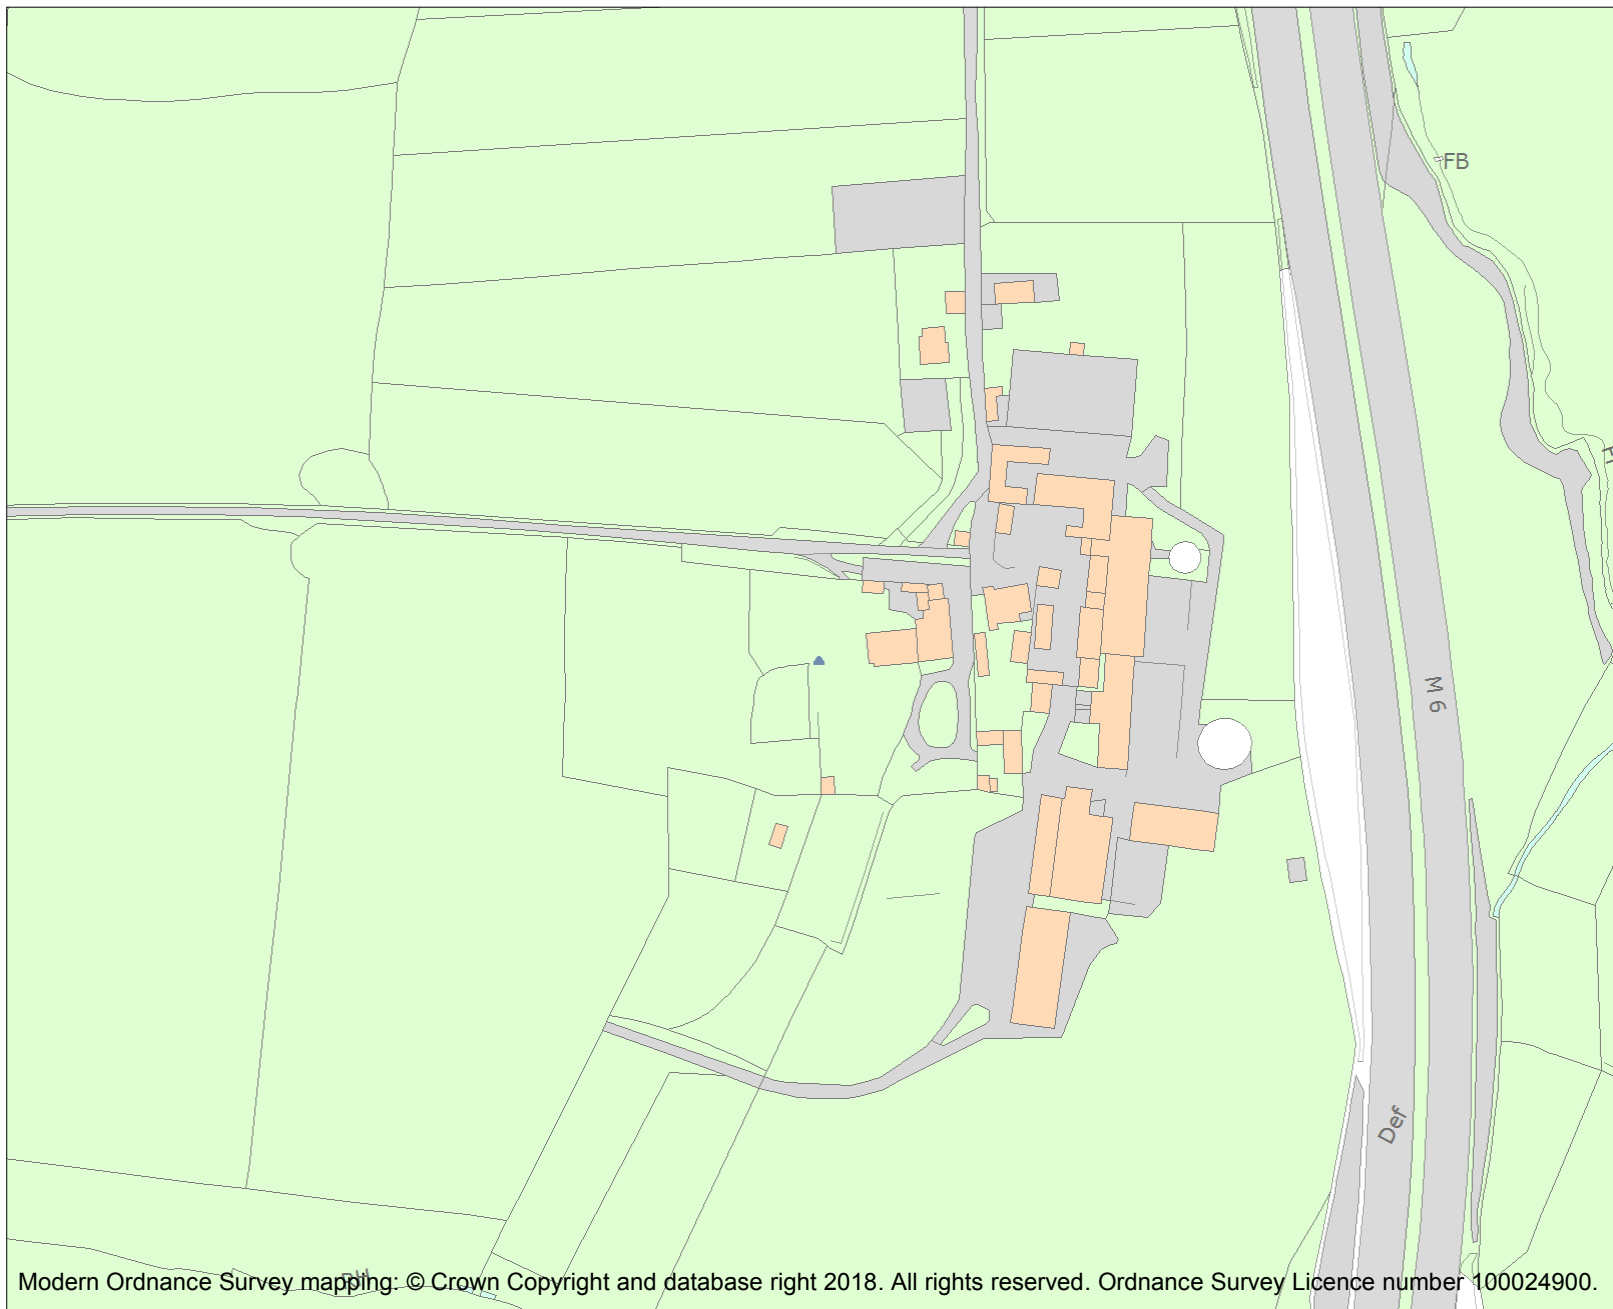 FB
M 6
Def
RH
Modern Ordnance Survey mapping: © Crown Copyright and database right 2018. All rights reserved. Ordnance Survey Licence number 100024900.